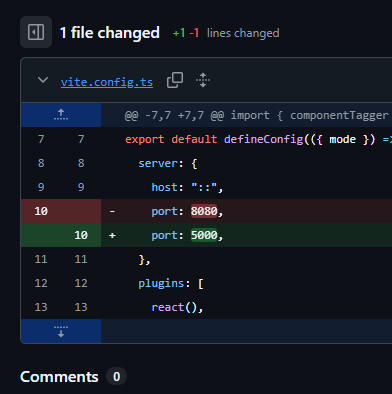 1 file changed +1 -1 lines changed
vite.config.ts
@@ -7,7 +7,7 @@ import { componentTagger
7 7 export default defineConfig(({ mode }) =>
8 8 server: {
9 9 host: "::",
10 - port: 8080,
10 + port: 5000,
11 11 },
12 12 plugins: [
13 13 react(),
Comments 0